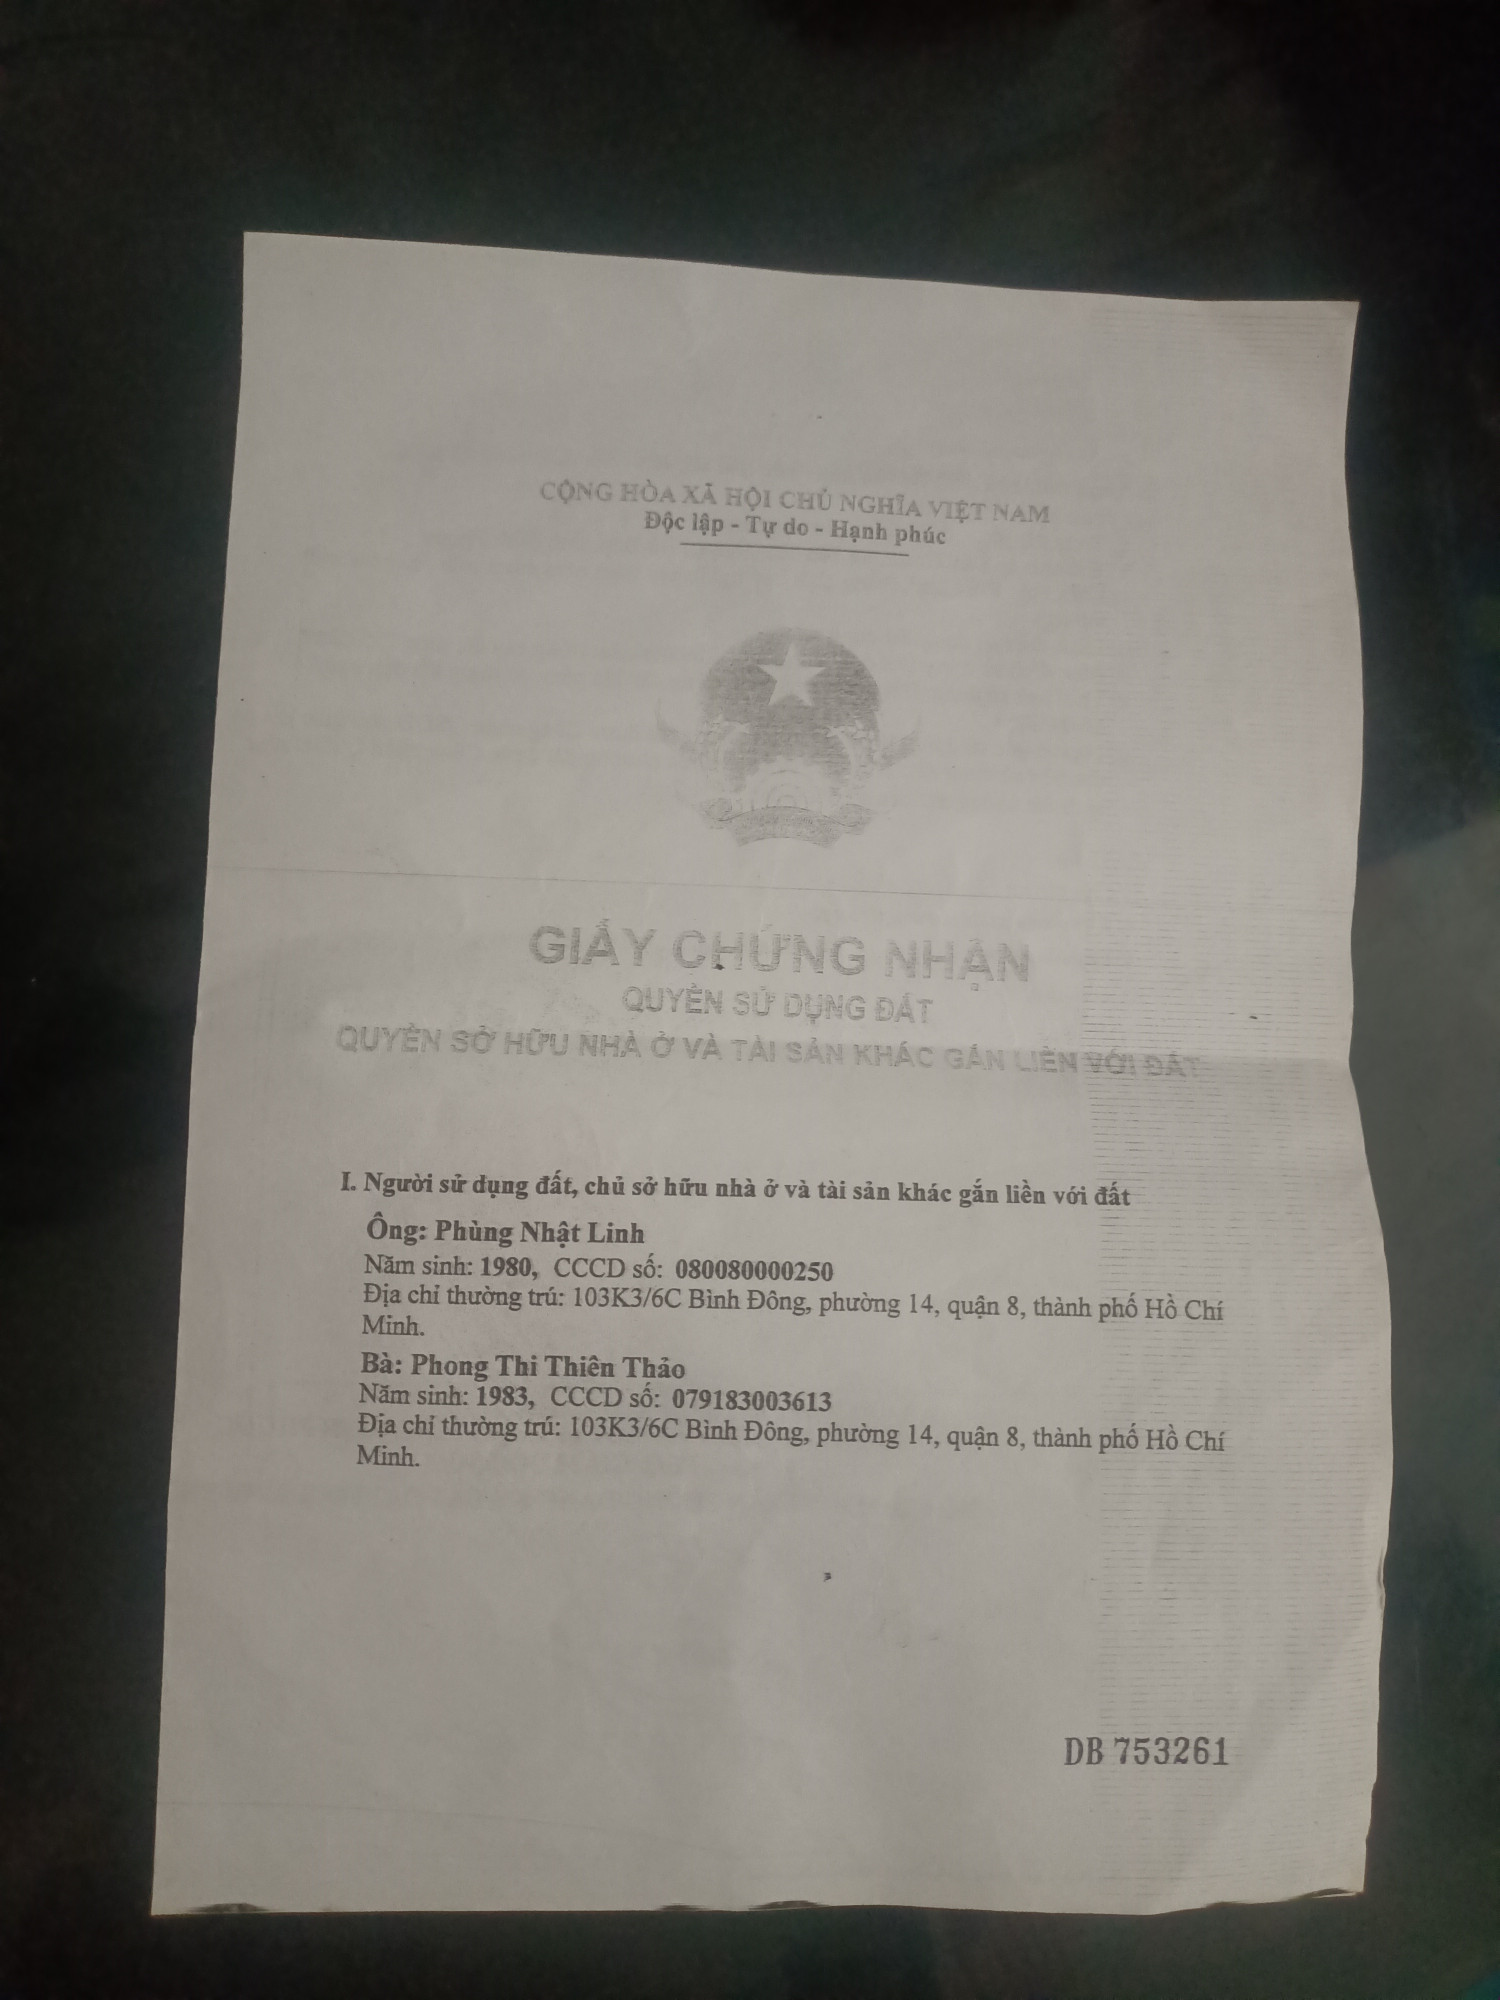 CỘNG HÒA XÃ HỘI CHỦ NGHĨA VIỆT NAM
Độc lập - Tự do - Hạnh phúc
GIẤY CHỨNG NHẬN
QUYỀN SỬ DỤNG ĐẤT
QUYỀN SỞ HỮU NHÀ Ở VÀ TÀI SẢN KHÁC GẮN LIỀN VỚI ĐẤT
I. Người sử dụng đất, chủ sở hữu nhà ở và tài sản khác gắn liền với đất
Ông: Phùng Nhật Linh
Năm sinh: 1980, CCCD số: 080080000250
Địa chỉ thường trú: 103K3/6C Bình Đông, phường 14, quận 8, thành phố Hồ Chí
Minh.
Bà: Phong Thi Thiên Thảo
Năm sinh: 1983, CCCD số: 079183003613
Địa chỉ thường trú: 103K3/6C Bình Đông, phường 14, quận 8, thành phố Hồ Chí
Minh.
DB 753261